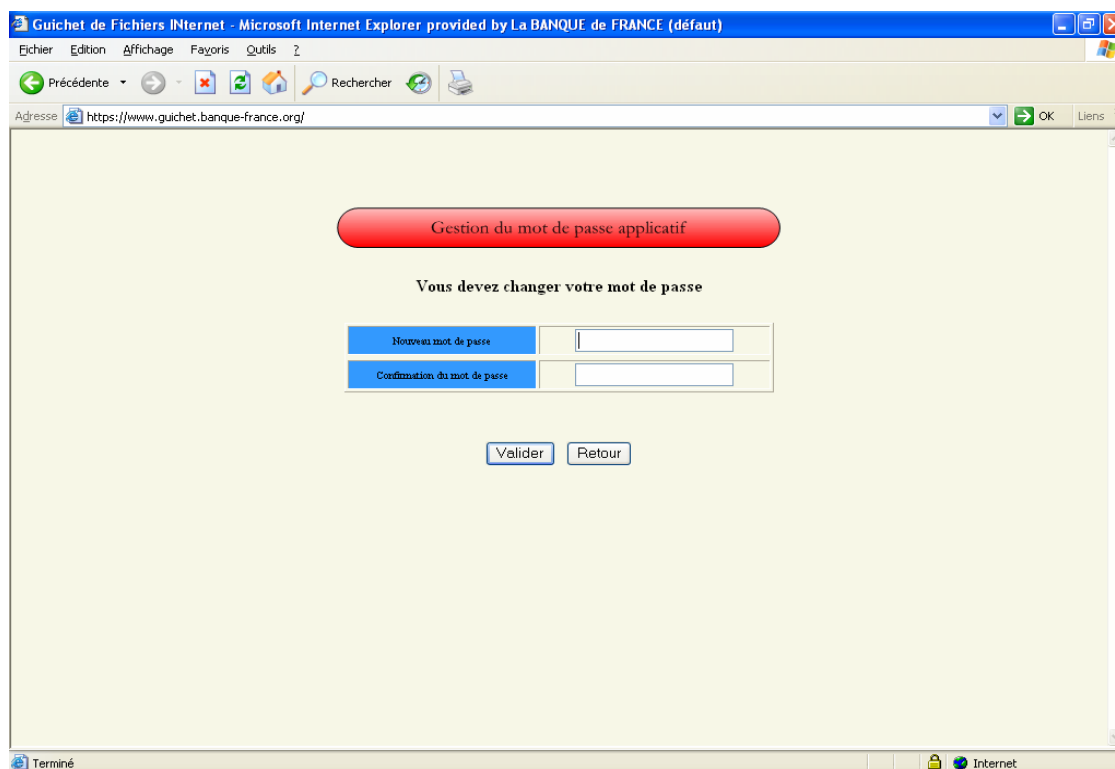 Guichet de Fichiers INternet - Microsoft Internet Explorer provided by La BANQUE de FRANCE (défaut)
Fichier Edition Affichage Favoris Outils ?
Précédente Rechercher
Adresse https://www.guichet.banque-france.org/ OK Liens
Gestion du mot de passe applicatif
Vous devez changer votre mot de passe
Nouveau mot de passe
Confirmation du mot de passe
Valider Retour
Terminé Internet